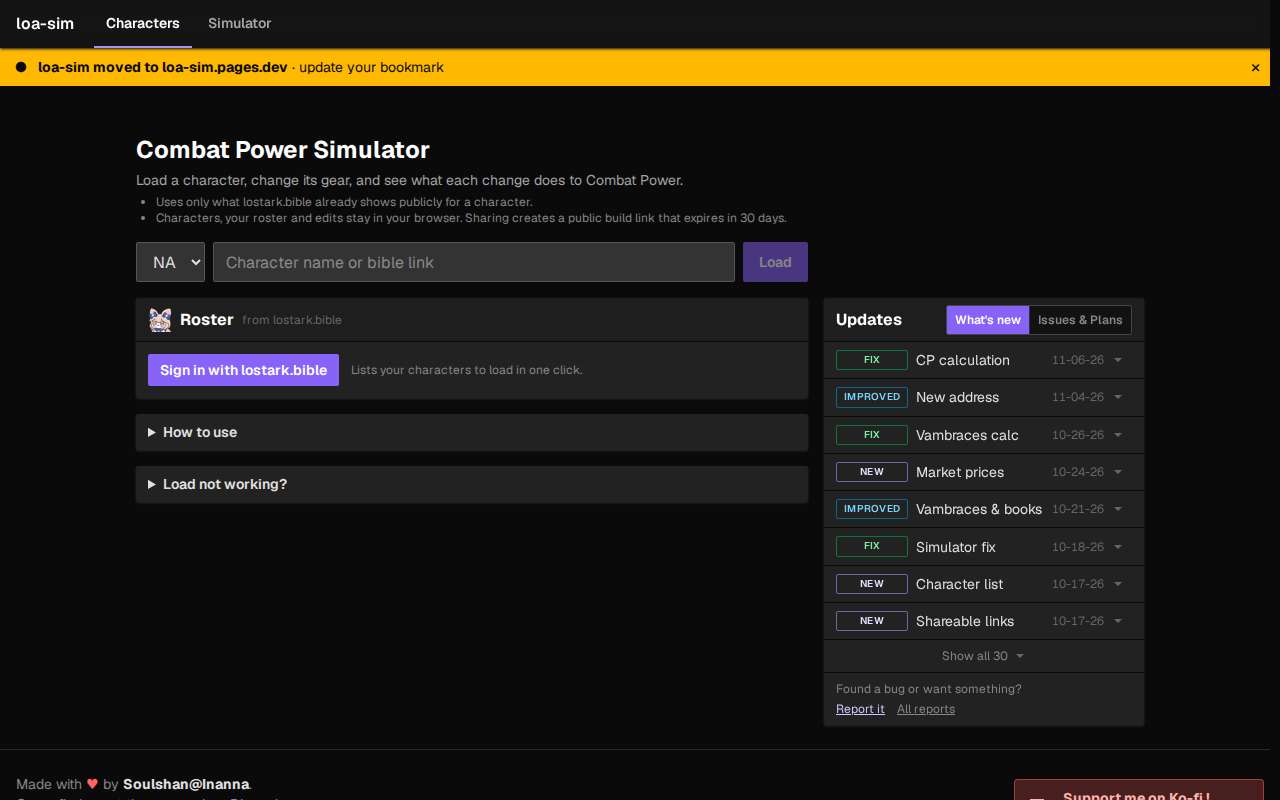 loa-sim Characters Simulator
loa-sim moved to loa-sim.pages.dev · update your bookmark ×
Combat Power Simulator
Load a character, change its gear, and see what each change does to Combat Power.
• Uses only what lostark.bible already shows publicly for a character.
• Characters, your roster and edits stay in your browser. Sharing creates a public build link that expires in 30 days.
NA Character name or bible link Load
Roster from lostark.bible
Sign in with lostark.bible Lists your characters to load in one click.
How to use
Load not working?
Updates What's new Issues & Plans
FIX CP calculation 11-06-26
IMPROVED New address 11-04-26
FIX Vambraces calc 10-26-26
NEW Market prices 10-24-26
IMPROVED Vambraces & books 10-21-26
FIX Simulator fix 10-18-26
NEW Character list 10-17-26
NEW Shareable links 10-17-26
Show all 30
Found a bug or want something?
Report it All reports
Made with ♥ by Soulshan@Inanna.
Support me on Ko-fi !